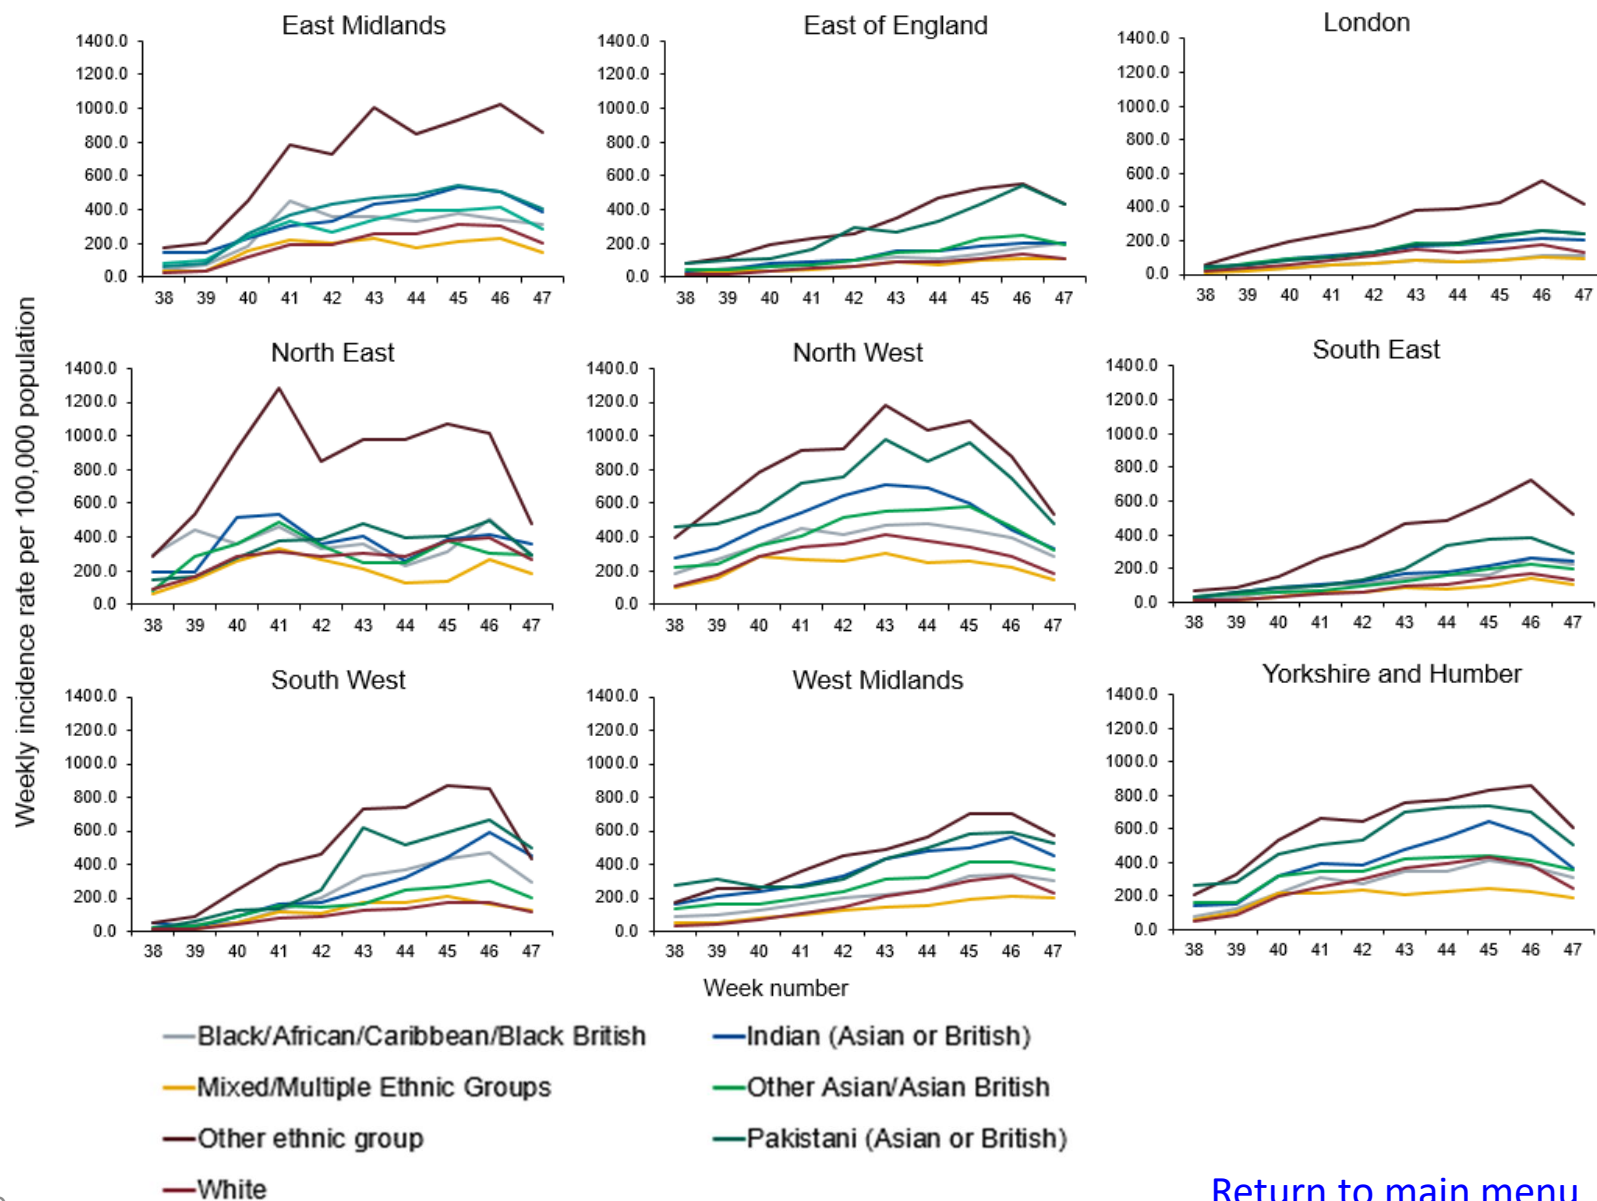 East Midlands
1400.0
1200.0
1000.0
800.0
600.0
400.0
200.0
0.0
38 39 40 41 42 43 44 45 46 47
East of England
1400.0
1200.0
1000.0
800.0
600.0
400.0
200.0
0.0
38 39 40 41 42 43 44 45 46 47
London
1400.0
1200.0
1000.0
800.0
600.0
400.0
200.0
0.0
38 39 40 41 42 43 44 45 46 47
Weekly incidence rate per 100,000 population
North East
1400.0
1200.0
1000.0
800.0
600.0
400.0
200.0
0.0
38 39 40 41 42 43 44 45 46 47
North West
1400.0
1200.0
1000.0
800.0
600.0
400.0
200.0
0.0
38 39 40 41 42 43 44 45 46 47
South East
1400.0
1200.0
1000.0
800.0
600.0
400.0
200.0
0.0
38 39 40 41 42 43 44 45 46 47
South West
1400.0
1200.0
1000.0
800.0
600.0
400.0
200.0
0.0
38 39 40 41 42 43 44 45 46 47
West Midlands
1400.0
1200.0
1000.0
800.0
600.0
400.0
200.0
0.0
38 39 40 41 42 43 44 45 46 47
Yorkshire and Humber
1400.0
1200.0
1000.0
800.0
600.0
400.0
200.0
0.0
38 39 40 41 42 43 44 45 46 47
Week number
Black/African/Caribbean/Black British
Indian (Asian or British)
Mixed/Multiple Ethnic Groups
Other Asian/Asian British
Other ethnic group
Pakistani (Asian or British)
White
Return to main menu